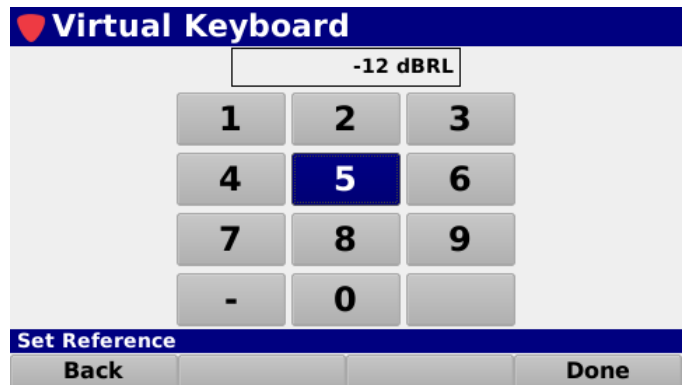 Virtual Keyboard
-12 dBRL
1 2 3
4 5 6
7 8 9
- 0
Set Reference
Back Done